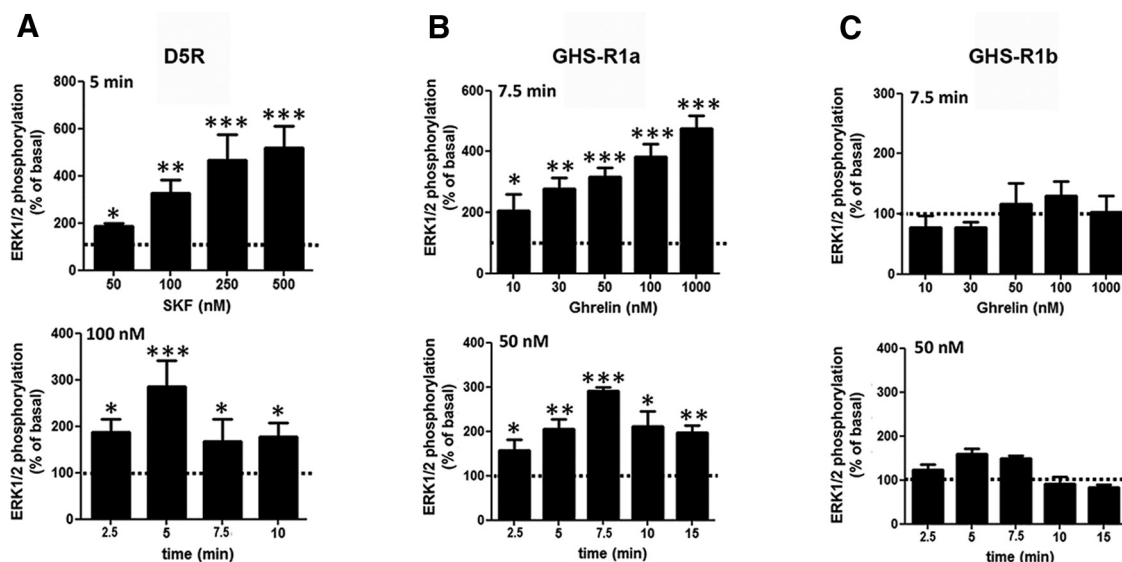 A
D5R
ERK1/2 phosphorylation
(% of basal)
800
600
400
200
0
5 min
*
**
***
***
50 100 250 500
SKF (nM)
ERK1/2 phosphorylation
(% of basal)
400
300
200
100
0
100 nM
*
***
*
*
2.5 5 7.5 10
time (min)
B
GHS-R1a
ERK1/2 phosphorylation
(% of basal)
600
400
200
0
7.5 min
*
**
***
***
***
10 30 50 100 1000
Ghrelin (nM)
ERK1/2 phosphorylation
(% of basal)
400
300
200
100
0
50 nM
*
**
***
*
**
2.5 5 7.5 10 15
time (min)
C
GHS-R1b
ERK1/2 phosphorylation
(% of basal)
300
200
100
0
7.5 min
10 30 50 100 1000
Ghrelin (nM)
ERK1/2 phosphorylation
(% of basal)
400
300
200
100
0
50 nM
2.5 5 7.5 10 15
time (min)